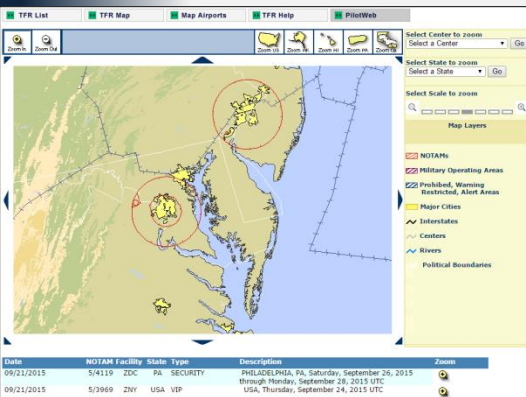 TFR List
TFR Map
Map Airports
TFR Help
PilotWeb
Zoom In
Zoom Out
Zoom US
Zoom AK
Zoom HI
Zoom PR
Select Center to zoom
Select a Center
Go
Select State to zoom
Select a State
Go
Select Scale to zoom
Map Layers
NOTAMs
Military Operating Areas
Prohibed, Warning
Restricted, Alert Areas
Major Cities
Interstates
Centers
Rivers
Political Boundaries
Date NOTAM Facility State Type Description Zoom
09/21/2015 5/4119 ZDC PA SECURITY PHILADELPHIA, PA, Saturday, September 26, 2015
through Monday, September 28, 2015 UTC
09/21/2015 5/3969 ZNY USA VIP USA, Thursday, September 24, 2015 UTC